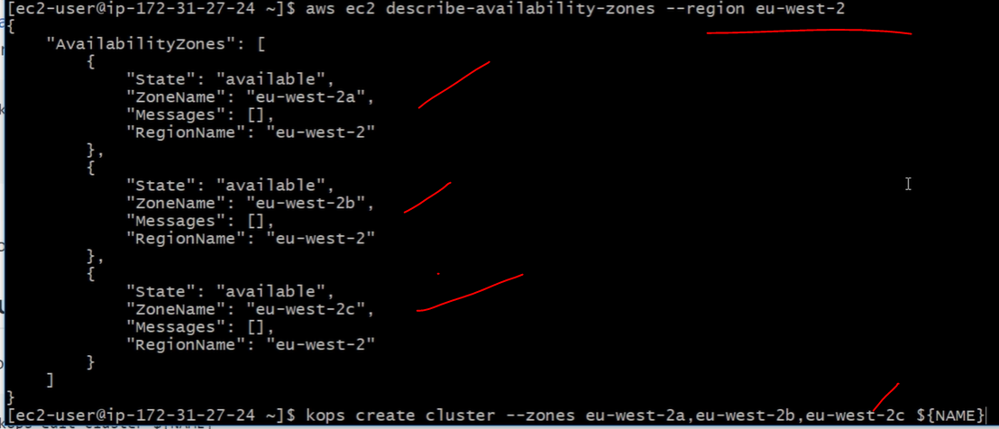 [ec2-user@ip-172-31-27-24 ~]$ aws ec2 describe-availability-zones --region eu-west-2
{
    "AvailabilityZones": [
        {
            "State": "available",
            "ZoneName": "eu-west-2a",
            "Messages": [],
            "RegionName": "eu-west-2"
        },
        {
            "State": "available",
            "ZoneName": "eu-west-2b",
            "Messages": [],
            "RegionName": "eu-west-2"
        },
        {
            "State": "available",
            "ZoneName": "eu-west-2c",
            "Messages": [],
            "RegionName": "eu-west-2"
        }
    ]
}
[ec2-user@ip-172-31-27-24 ~]$ kops create cluster --zones eu-west-2a,eu-west-2b,eu-west-2c ${NAME}